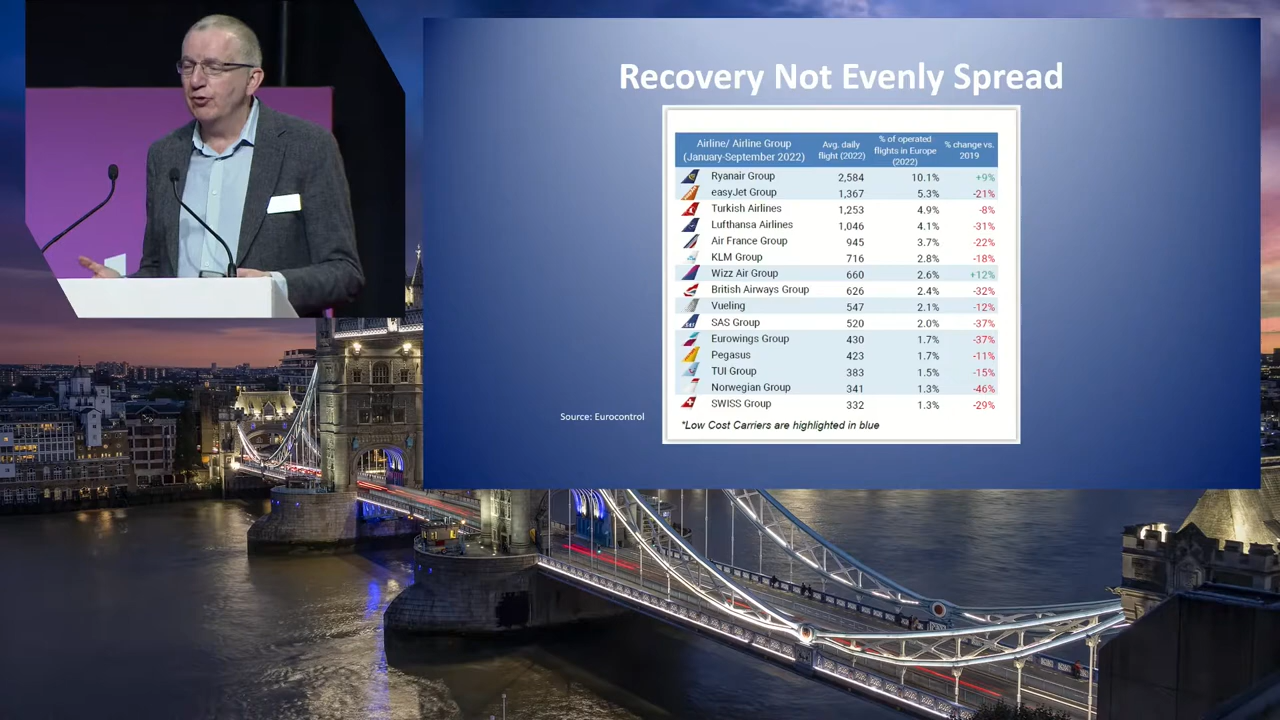 Recovery Not Evenly Spread
Airline/ Airline Group (January-September 2022) Avg. daily flight (2022) % of operated flights in Europe (2022) % change vs. 2019
Ryanair Group 2,584 10.1% +9%
easyJet Group 1,367 5.3% -21%
Turkish Airlines 1,253 4.9% -8%
Lufthansa Airlines 1,046 4.1% -31%
Air France Group 945 3.7% -22%
KLM Group 716 2.8% -18%
Wizz Air Group 660 2.6% +12%
British Airways Group 626 2.4% -32%
Vueling 547 2.1% -12%
SAS Group 520 2.0% -37%
Eurowings Group 430 1.7% -37%
Pegasus 423 1.7% -11%
TUI Group 383 1.5% -15%
Norwegian Group 341 1.3% -46%
SWISS Group 332 1.3% -29%
*Low Cost Carriers are highlighted in blue
Source: Eurocontrol